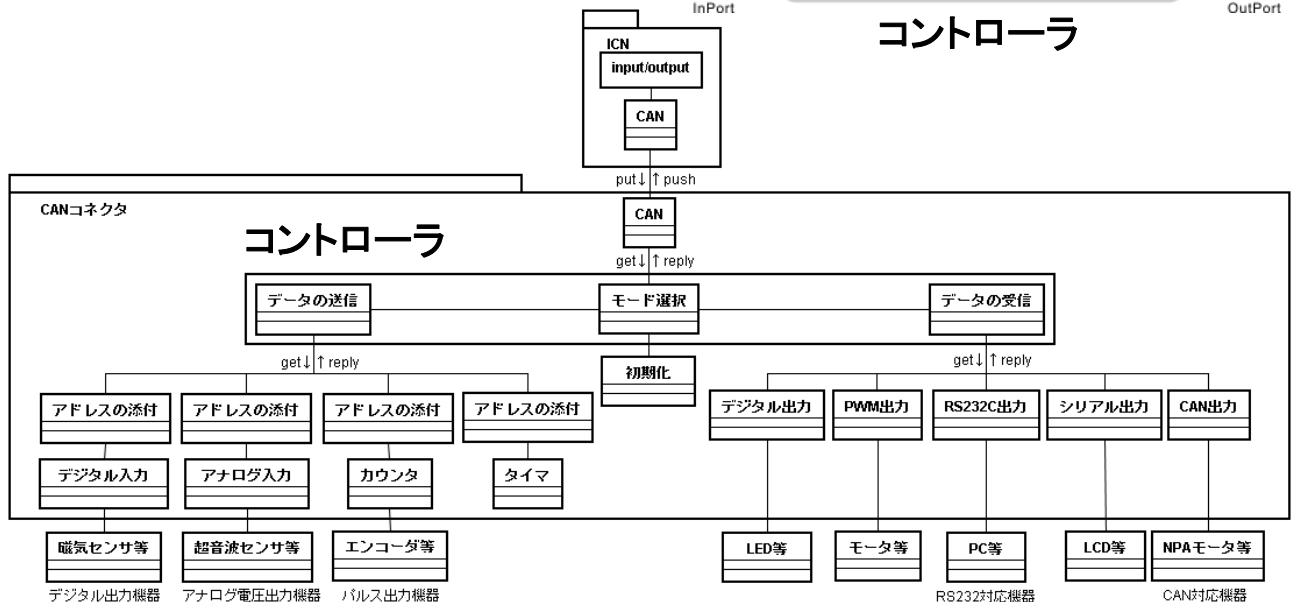 InPort
OutPort
コントローラ
ICN
input/output
CAN
put↓↑push
CANコネクタ
CAN
コントローラ
get↓↑reply
データの送信
モード選択
データの受信
get↓↑reply
get↓↑reply
初期化
アドレスの添付
アドレスの添付
アドレスの添付
アドレスの添付
デジタル出力
PWM出力
RS232C出力
シリアル出力
CAN出力
デジタル入力
アナログ入力
カウンタ
タイマ
磁気センサ等
超音波センサ等
エンコーダ等
LED等
モータ等
PC等
LCD等
NPAモータ等
デジタル出力機器
アナログ電圧出力機器
パルス出力機器
RS232対応機器
CAN対応機器